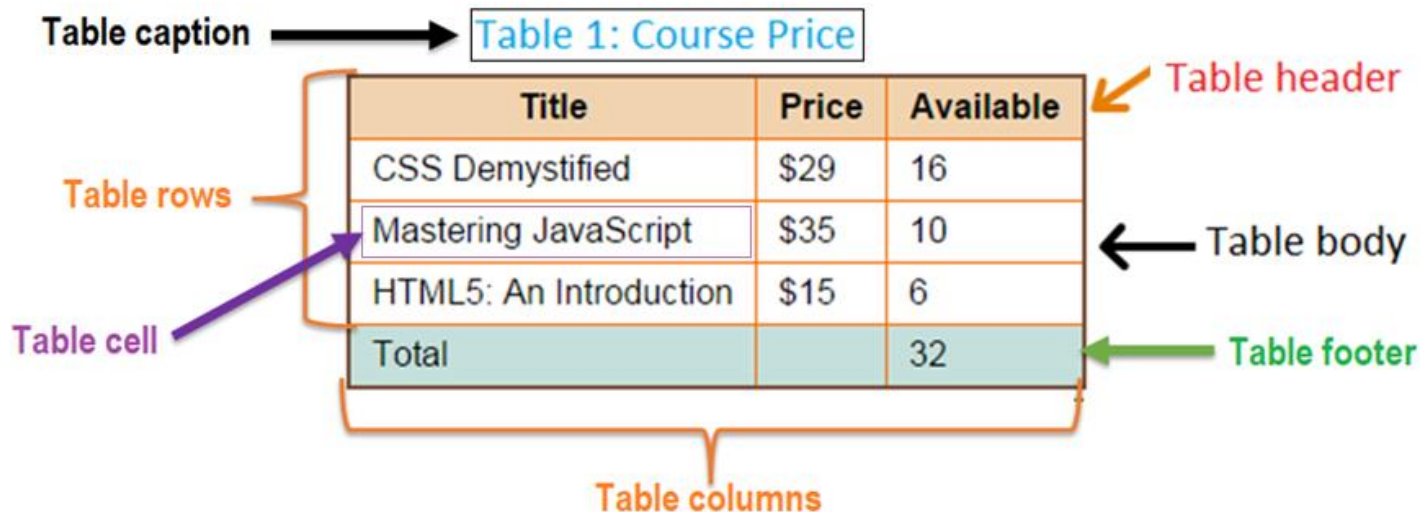 Table caption
Table 1: Course Price
Table header
Title Price Available
CSS Demystified $29 16
Table rows
Mastering JavaScript $35 10
Table body
HTML5: An Introduction $15 6
Table cell
Total 32
Table footer
Table columns